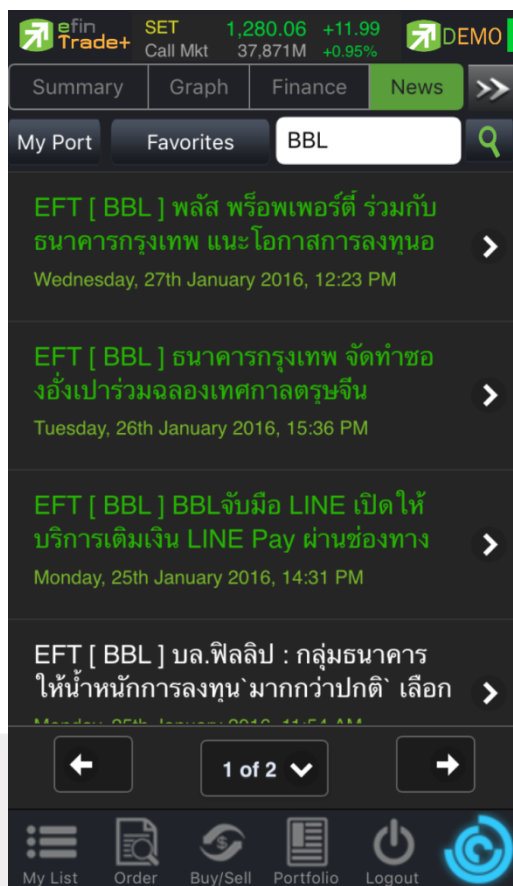 efin
Trade+
SET 1,280.06 +11.99
Call Mkt 37,871M +0.95%
DEMO
Summary Graph Finance News
My Port Favorites BBL
EFT [ BBL ] พลัส พร็อพเพอร์ตี้ ร่วมกับ
ธนาคารกรุงเทพ แนะโอกาสการลงทุนอ
Wednesday, 27th January 2016, 12:23 PM
EFT [ BBL ] ธนาคารกรุงเทพ จัดทำซอ
งอั่งเปาร่วมฉลองเทศกาลตรุษจีน
Tuesday, 26th January 2016, 15:36 PM
EFT [ BBL ] BBLจับมือ LINE เปิดให้
บริการเติมเงิน LINE Pay ผ่านช่องทาง
Monday, 25th January 2016, 14:31 PM
EFT [ BBL ] บล.ฟิลลิป : กลุ่มธนาคาร
ให้น้ำหนักการลงทุน`มากกว่าปกติ` เลือก
Monday, 25th January 2016, 11:54 AM
1 of 2
My List Order Buy/Sell Portfolio Logout